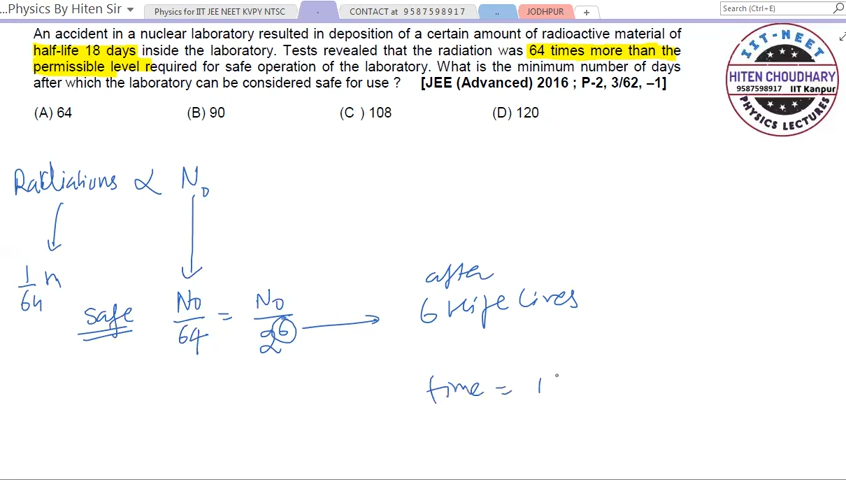 ...Physics By Hiten Sir
Physics for IIT JEE NEET KVPY NTSC
CONTACT at 9587598917
..
JODHPUR
+
Search (Ctrl+E)
An accident in a nuclear laboratory resulted in deposition of a certain amount of radioactive material of
half-life 18 days inside the laboratory. Tests revealed that the radiation was 64 times more than the
permissible level required for safe operation of the laboratory. What is the minimum number of days
after which the laboratory can be considered safe for use ? [JEE (Advanced) 2016 ; P-2, 3/62, –1]
(A) 64 (B) 90 (C ) 108 (D) 120
IIT-NEET
HITEN CHOUDHARY
9587598917 IIT Kanpur
PHYSICS LECTURES
Radiations ∝ N₀
1/64
safe N₀/64 = N₀/2⁶
after
6 Half lives
time = 1